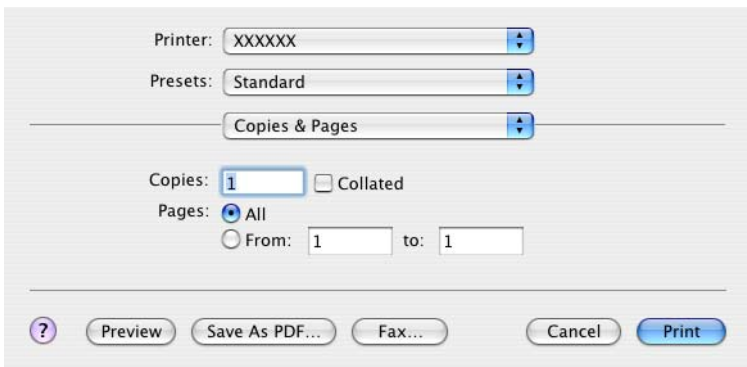 Printer: XXXXXX
Presets: Standard
Copies & Pages
Copies: 1 Collated
Pages: All
From: 1 to: 1
? Preview Save As PDF... Fax... Cancel Print